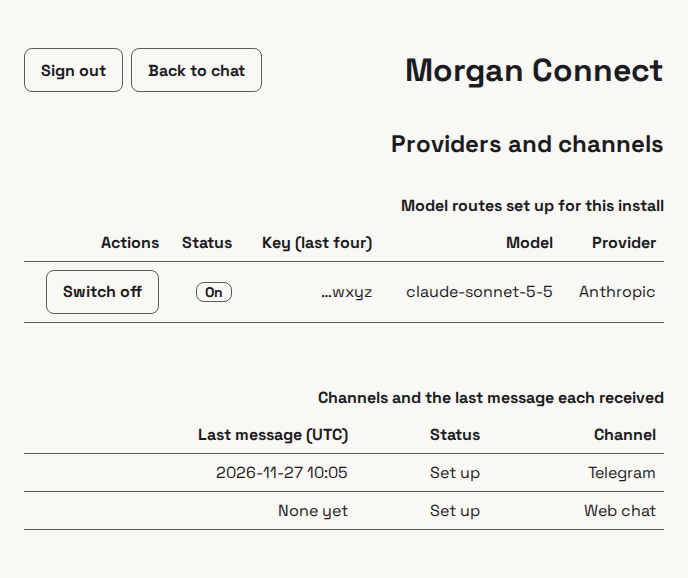 Morgan Connect
Sign out Back to chat
Providers and channels
Model routes set up for this install
Provider Model Key (last four) Status Actions
Anthropic claude-sonnet-5-5 ...wxyz On Switch off
Channels and the last message each received
Channel Status Last message (UTC)
Telegram Set up 2026-11-27 10:05
Web chat Set up None yet